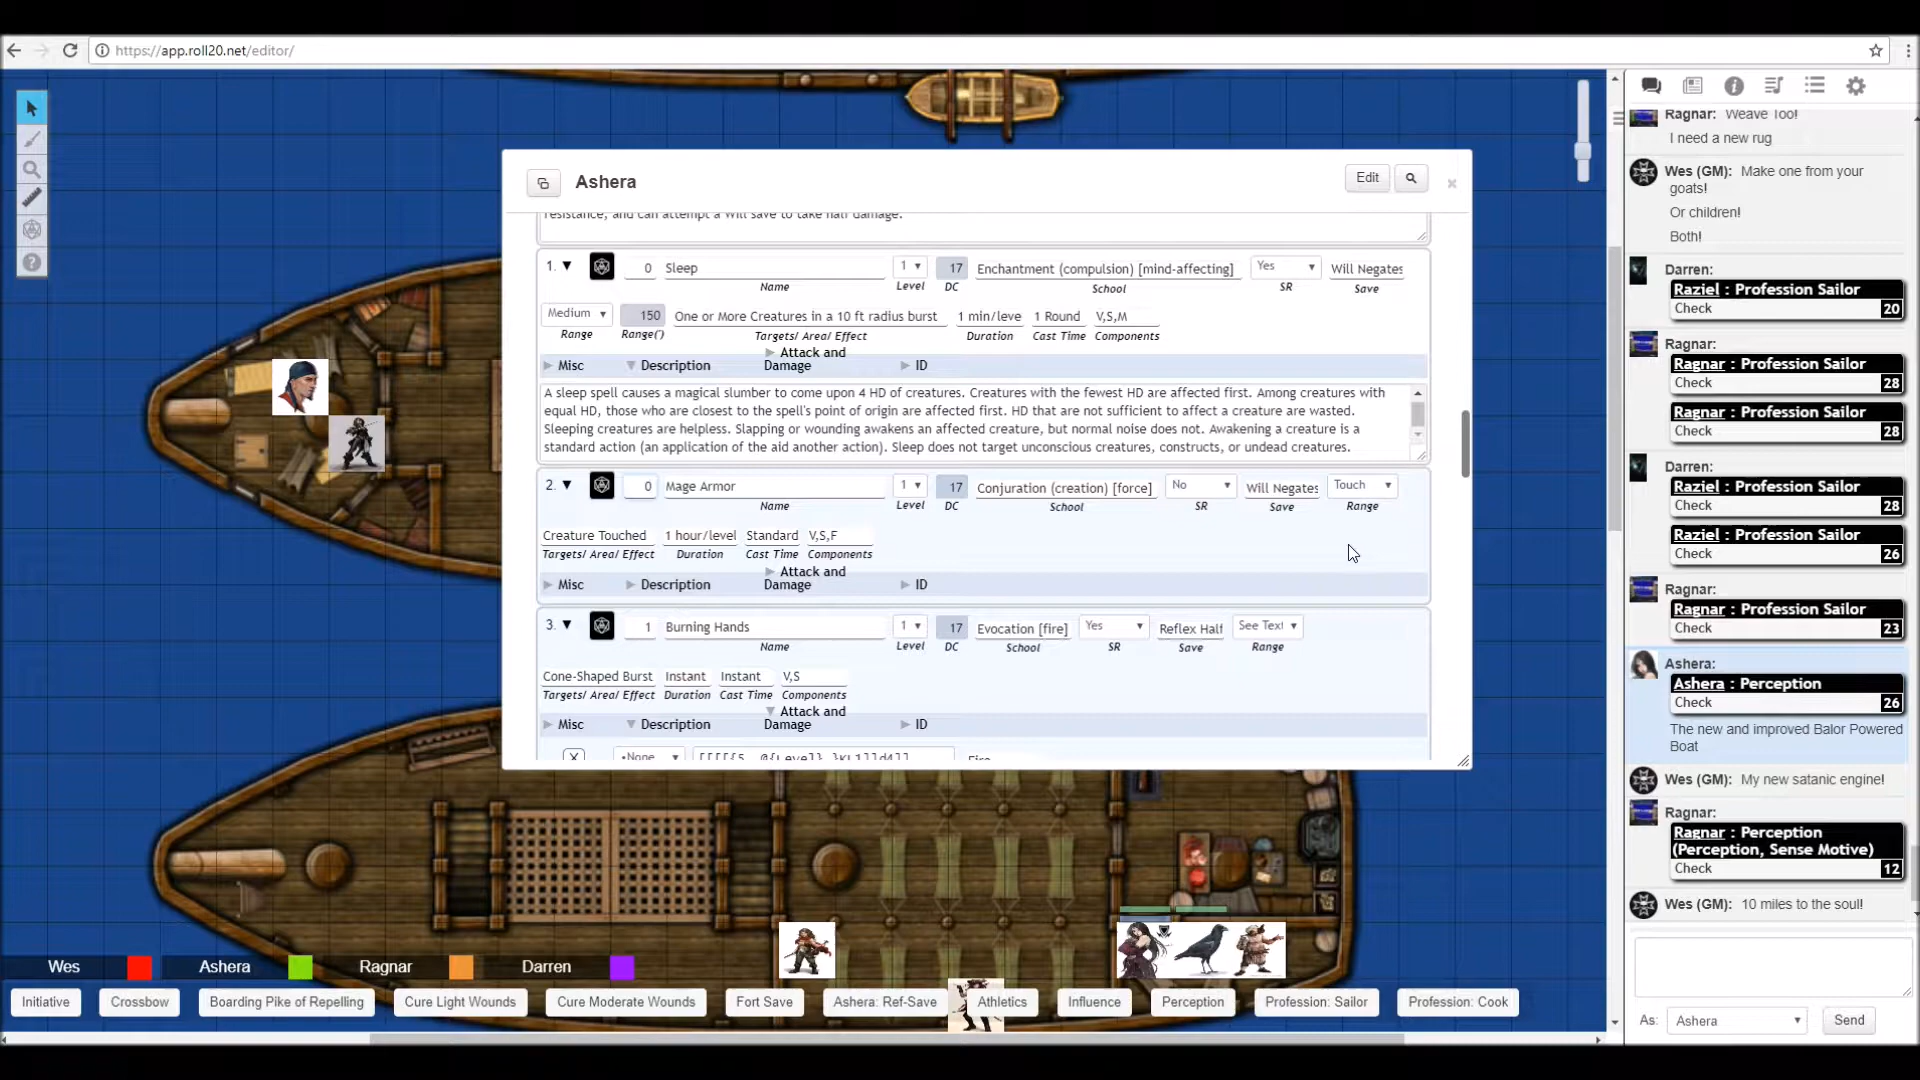 https://app.roll20.net/editor/
Ashera
Edit
resistance, and can attempt a Will save to take half damage.
1. 0 Sleep 1 17 Enchantment (compulsion) [mind-affecting] Yes Will Negates
Name Level DC School SR Save
Medium 150 One or More Creatures in a 10 ft radius burst 1 min/leve 1 Round V,S,M
Range Range(') Targets/ Area/ Effect Duration Cast Time Components
Misc Description Attack and Damage ID
A sleep spell causes a magical slumber to come upon 4 HD of creatures. Creatures with the fewest HD are affected first. Among creatures with
equal HD, those who are closest to the spell's point of origin are affected first. HD that are not sufficient to affect a creature are wasted.
Sleeping creatures are helpless. Slapping or wounding awakens an affected creature, but normal noise does not. Awakening a creature is a
standard action (an application of the aid another action). Sleep does not target unconscious creatures, constructs, or undead creatures.
2. 0 Mage Armor 1 17 Conjuration (creation) [force] No Will Negates Touch
Name Level DC School SR Save Range
Creature Touched 1 hour/level Standard V,S,F
Targets/ Area/ Effect Duration Cast Time Components
Misc Description Attack and Damage ID
3. 1 Burning Hands 1 17 Evocation [fire] Yes Reflex Half See Text
Name Level DC School SR Save Range
Cone-Shaped Burst Instant Instant V,S
Targets/ Area/ Effect Duration Cast Time Components
Misc Description Attack and Damage ID
X •None Fire
Ragnar: Weave Too!
I need a new rug
Wes (GM): Make one from your
goats!
Or children!
Both!
Darren:
Raziel : Profession Sailor
Check 20
Ragnar:
Ragnar : Profession Sailor
Check 28
Ragnar : Profession Sailor
Check 28
Darren:
Raziel : Profession Sailor
Check 28
Raziel : Profession Sailor
Check 26
Ragnar:
Ragnar : Profession Sailor
Check 23
Ashera:
Ashera : Perception
Check 26
The new and improved Balor Powered
Boat
Wes (GM): My new satanic engine!
Ragnar:
Ragnar : Perception
(Perception, Sense Motive)
Check 12
Wes (GM): 10 miles to the soul!
As: Ashera Send
Wes Ashera Ragnar Darren
Initiative Crossbow Boarding Pike of Repelling Cure Light Wounds Cure Moderate Wounds Fort Save Ashera: Ref-Save Athletics Influence Perception Profession: Sailor Profession: Cook